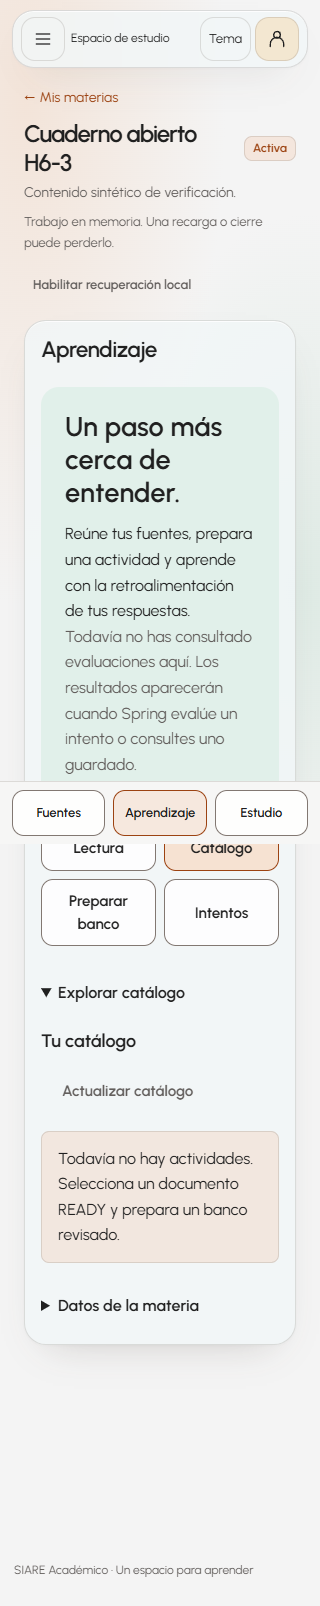 Espacio de estudio
Tema
← Mis materias
Cuaderno abierto
H6-3
Activa
Contenido sintético de verificación.
Trabajo en memoria. Una recarga o cierre
puede perderlo.
Habilitar recuperación local
Aprendizaje
Un paso más
cerca de
entender.
Reúne tus fuentes, prepara
una actividad y aprende
con la retroalimentación
de tus respuestas.
Todavía no has consultado
evaluaciones aquí. Los
resultados aparecerán
cuando Spring evalúe un
intento o consultes uno
guardado.
Fuentes
Aprendizaje
Estudio
Lectura
Catálogo
Preparar
banco
Intentos
▼ Explorar catálogo
Tu catálogo
Actualizar catálogo
Todavía no hay actividades.
Selecciona un documento
READY y prepara un banco
revisado.
▶ Datos de la materia
SIARE Académico · Un espacio para aprender